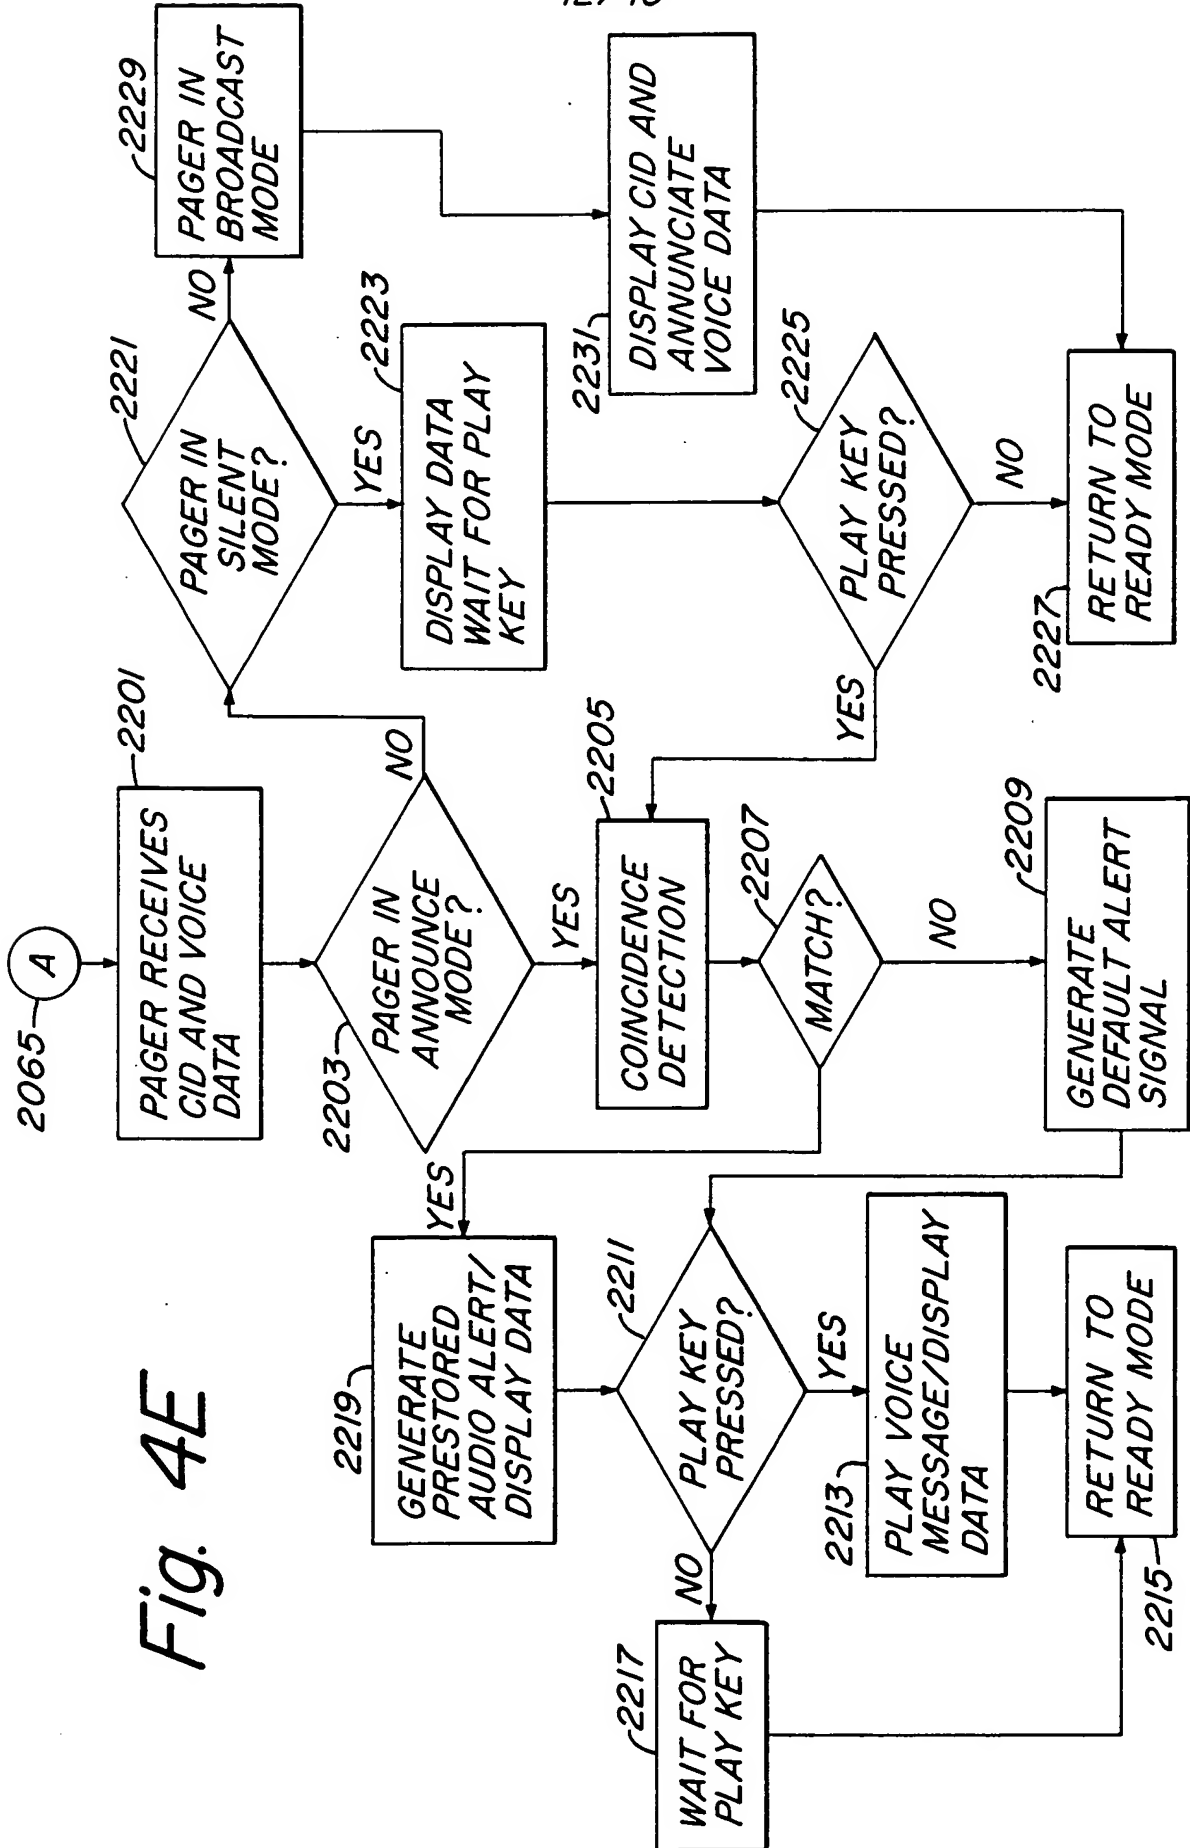 12/16
Fig. 4E
2065
A
2201
PAGER RECEIVES
CID AND VOICE
DATA
2203
PAGER IN
ANNOUNCE
MODE?
NO
YES
2221
PAGER IN
SILENT
MODE?
NO
YES
2229
PAGER IN
BROADCAST
MODE
2223
DISPLAY DATA
WAIT FOR PLAY
KEY
2231
DISPLAY CID AND
ANNUNCIATE
VOICE DATA
2225
PLAY KEY
PRESSED?
YES
NO
2227
RETURN TO
READY MODE
2205
COINCIDENCE
DETECTION
2207
MATCH?
YES
NO
2209
GENERATE
DEFAULT ALERT
SIGNAL
2219
GENERATE
PRESTORED
AUDIO ALERT/
DISPLAY DATA
2211
PLAY KEY
PRESSED?
NO
YES
2213
PLAY VOICE
MESSAGE/DISPLAY
DATA
2217
WAIT FOR
PLAY KEY
2215
RETURN TO
READY MODE